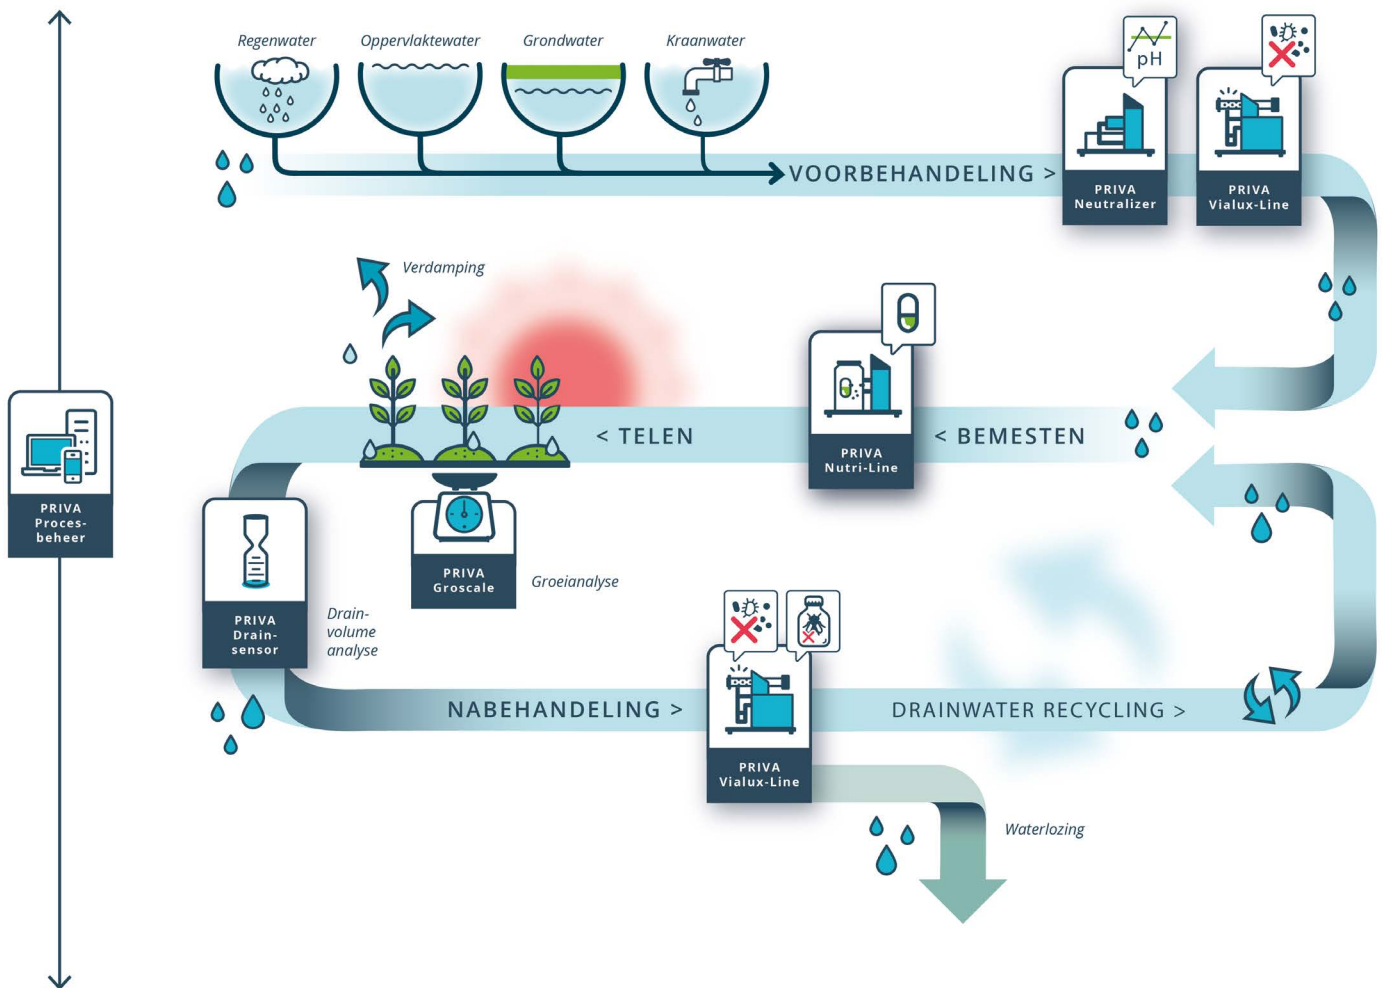 Regenwater
Oppervlaktewater
Grondwater
Kraanwater
pH
VOORBEHANDELING >
PRIVA
Neutralizer
PRIVA
Vialux-Line
Verdamping
< TELEN
PRIVA
Nutri-Line
< BEMESTEN
PRIVA
Proces-
beheer
PRIVA
Groscale
Groeianalyse
PRIVA
Drain-
sensor
Drain-
volume
analyse
NABEHANDELING >
PRIVA
Vialux-Line
DRAINWATER RECYCLING >
Waterlozing